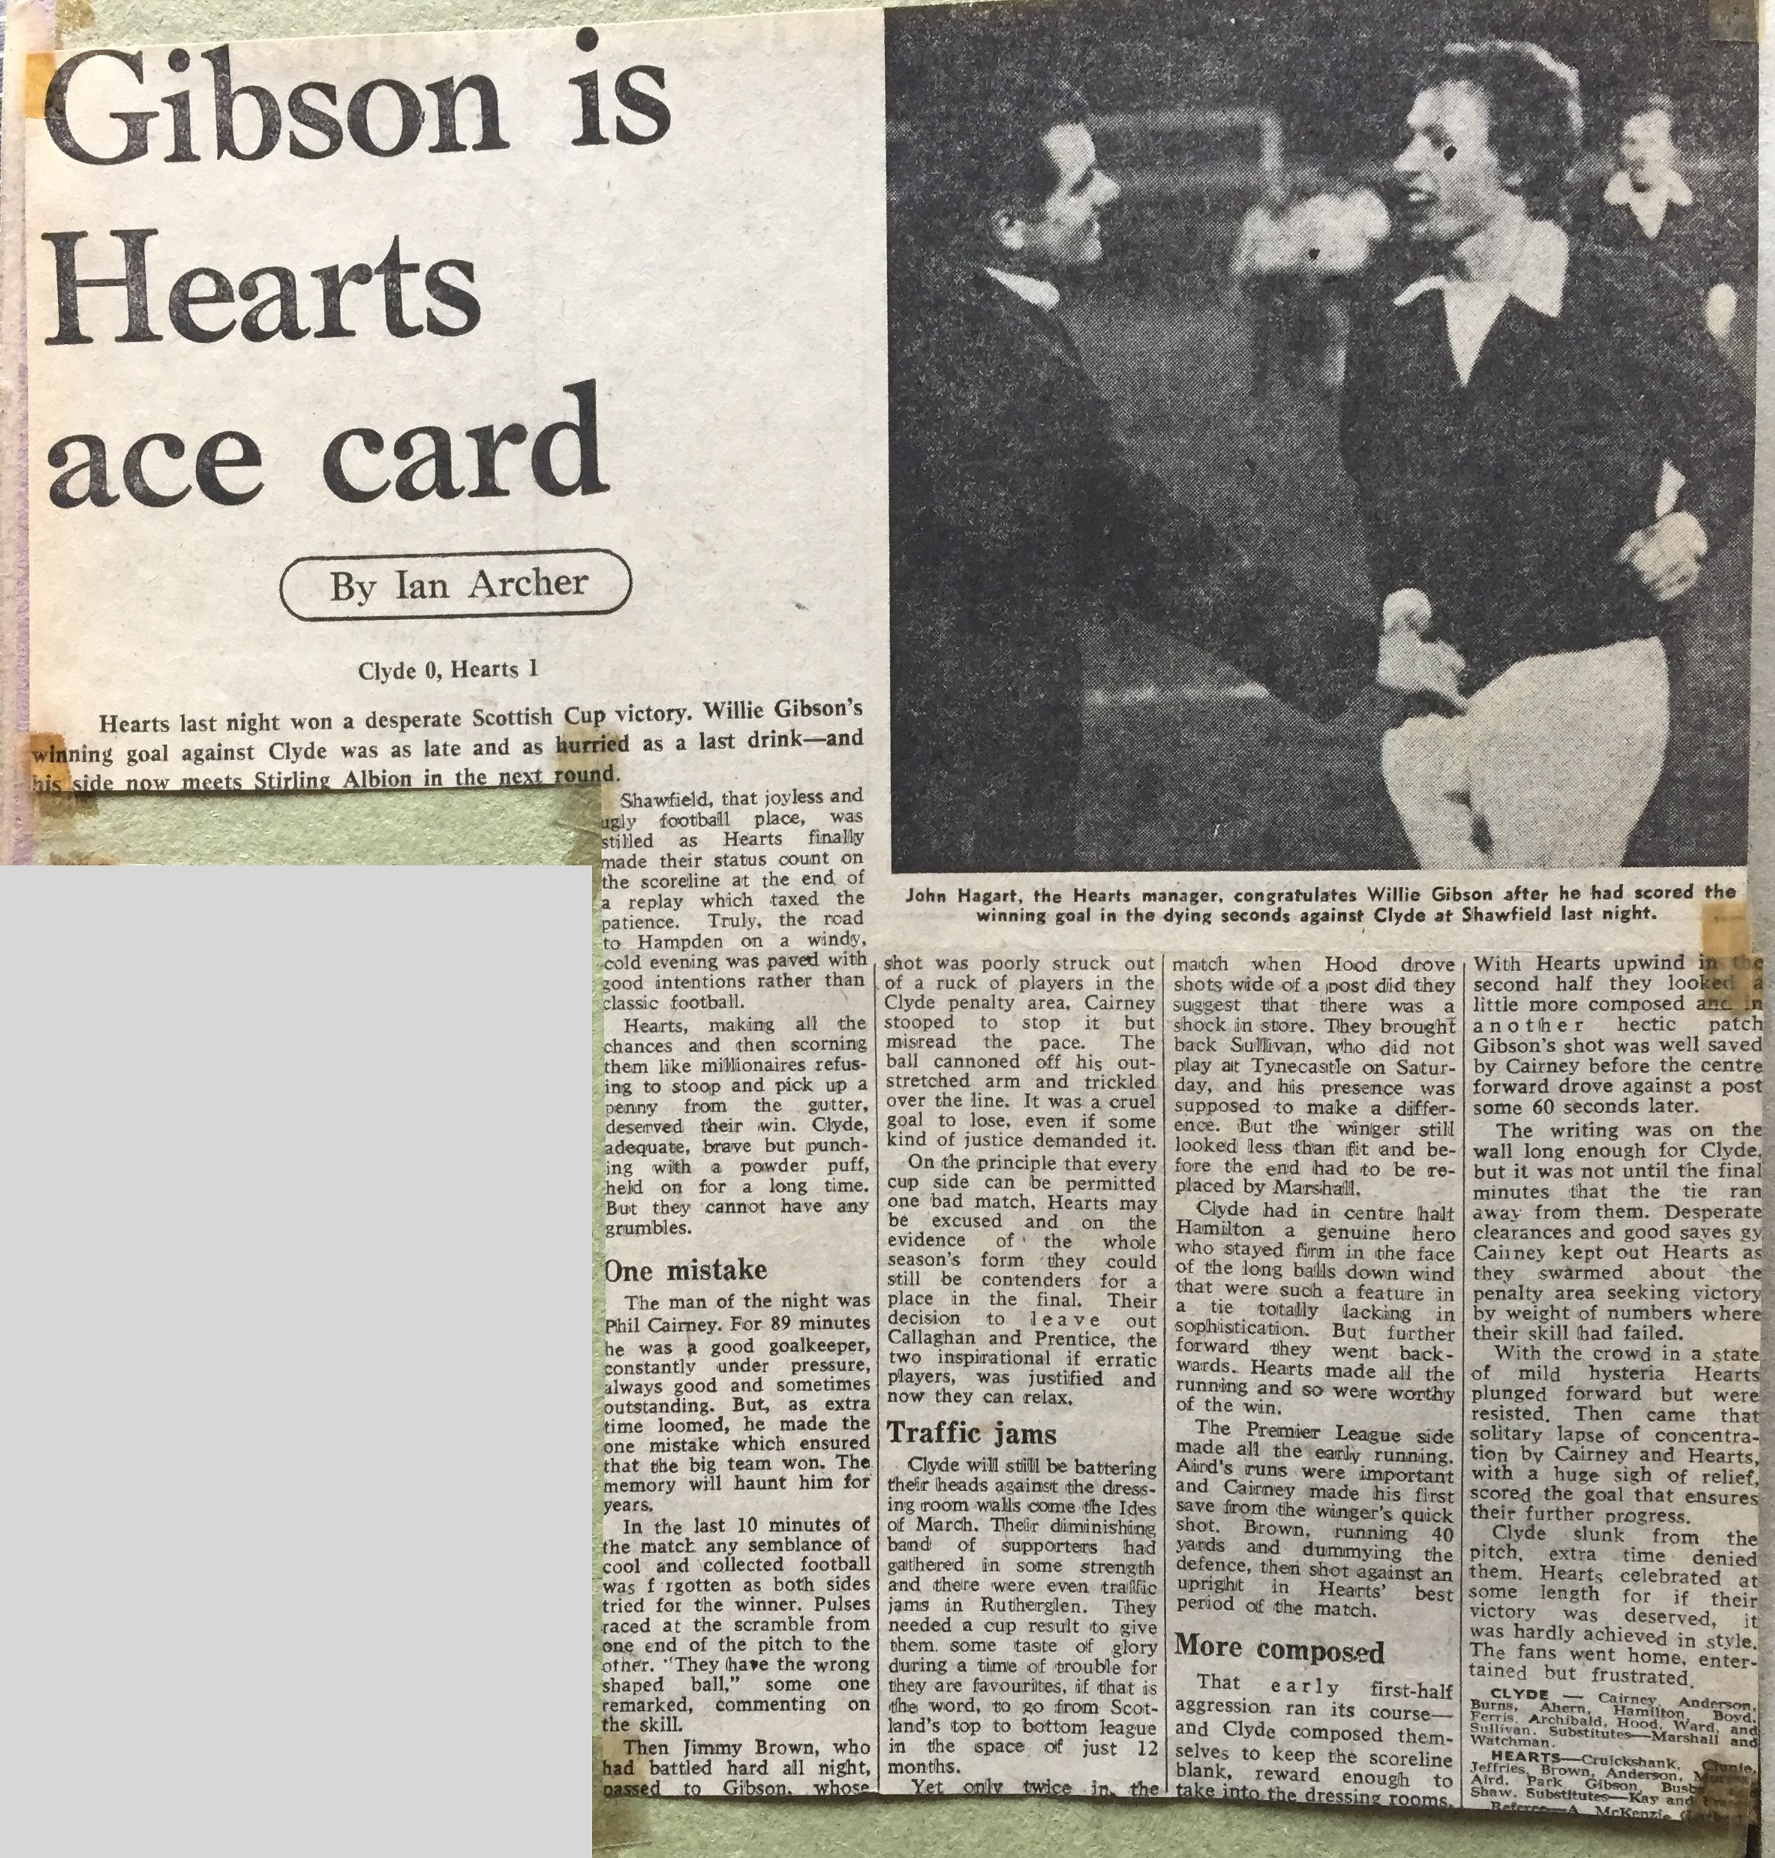 Gibson is
Hearts
ace card
By Ian Archer
Clyde 0, Hearts 1
Hearts last night won a desperate Scottish Cup victory. Willie Gibson's
winning goal against Clyde was as late and as hurried as a last drink—and
his side now meets Stirling Albion in the next round.
Shawfield, that joyless and
ugly football place, was
stilled as Hearts finally
made their status count on
the scoreline at the end of
a replay which taxed the
patience. Truly, the road
to Hampden on a windy,
cold evening was paved with
good intentions rather than
classic football.
Hearts, making all the
chances and then scorning
them like millionaires refus-
ing to stoop and pick up a
penny from the gutter,
deserved their win. Clyde,
adequate, brave but punch-
ing with a powder puff,
held on for a long time.
But they cannot have any
grumbles.
One mistake
The man of the night was
Phil Cairney. For 89 minutes
he was a good goalkeeper,
constantly under pressure,
always good and sometimes
outstanding. But, as extra
time loomed, he made the
one mistake which ensured
that the big team won. The
memory will haunt him for
years.
In the last 10 minutes of
the match any semblance of
cool and collected football
was f rgotten as both sides
tried for the winner. Pulses
raced at the scramble from
one end of the pitch to the
other. "They have the wrong
shaped ball," some one
remarked, commenting on
the skill.
Then Jimmy Brown, who
had battled hard all night,
passed to Gibson, whose
John Hagart, the Hearts manager, congratulates Willie Gibson after he had scored the
winning goal in the dying seconds against Clyde at Shawfield last night.
shot was poorly struck out
of a ruck of players in the
Clyde penalty area. Cairney
stooped to stop it but
misread the pace. The
ball cannoned off his out-
stretched arm and trickled
over the line. It was a cruel
goal to lose, even if some
kind of justice demanded it.
On the principle that every
cup side can be permitted
one bad match, Hearts may
be excused and on the
evidence of the whole
season's form they could
still be contenders for a
place in the final. Their
decision to leave out
Callaghan and Prentice, the
two inspirational if erratic
players, was justified and
now they can relax.
Traffic jams
Clyde will still be battering
their heads against the dress-
ing room walls come the Ides
of March. Their diminishing
band of supporters had
gathered in some strength
and there were even traffic
jams in Rutherglen. They
needed a cup result to give
them some taste of glory
during a time of trouble for
they are favourites, if that is
the word, to go from Scot-
land's top to bottom league
in the space of just 12
months.
Yet only twice in the
match when Hood drove
shots wide of a post did they
suggest that there was a
shock in store. They brought
back Sullivan, who did not
play at Tynecastle on Satur-
day, and his presence was
supposed to make a differ-
ence. But the winger still
looked less than fit and be-
fore the end had to be re-
placed by Marshall.
Clyde had in centre half
Hamilton a genuine hero
who stayed firm in the face
of the long balls down wind
that were such a feature in
a tie totally lacking in
sophistication. But further
forward they went back-
wards. Hearts made all the
running and so were worthy
of the win.
The Premier League side
made all the early running.
Aird's runs were important
and Cairney made his first
save from the winger's quick
shot. Brown, running 40
yards and dummying the
defence, then shot against an
upright in Hearts' best
period of the match.
More composed
That early first-half
aggression ran its course—
and Clyde composed them-
selves to keep the scoreline
blank, reward enough to
take into the dressing rooms.
With Hearts upwind in the
second half they looked a
little more composed and in
another hectic patch
Gibson's shot was well saved
by Cairney before the centre
forward drove against a post
some 60 seconds later.
The writing was on the
wall long enough for Clyde,
but it was not until the final
minutes that the tie ran
away from them. Desperate
clearances and good saves gy
Cairney kept out Hearts as
they swarmed about the
penalty area seeking victory
by weight of numbers where
their skill had failed.
With the crowd in a state
of mild hysteria Hearts
plunged forward but were
resisted. Then came that
solitary lapse of concentra-
tion by Cairney and Hearts,
with a huge sigh of relief,
scored the goal that ensures
their further progress.
Clyde slunk from the
pitch, extra time denied
them. Hearts celebrated at
some length for if their
victory was deserved, it
was hardly achieved in style.
The fans went home, enter-
tained but frustrated.
CLYDE — Cairney, Anderson,
Burns, Ahern, Hamilton, Boyd,
Ferris, Archibald, Hood, Ward, and
Sullivan. Substitutes—Marshall and
Watchman.
HEARTS—Cruickshank, Clunie,
Jeffries, Brown, Anderson,
Aird, Park, Gibson, Busby
Shaw. Substitutes—Kay and
Referee—A. McKenzie